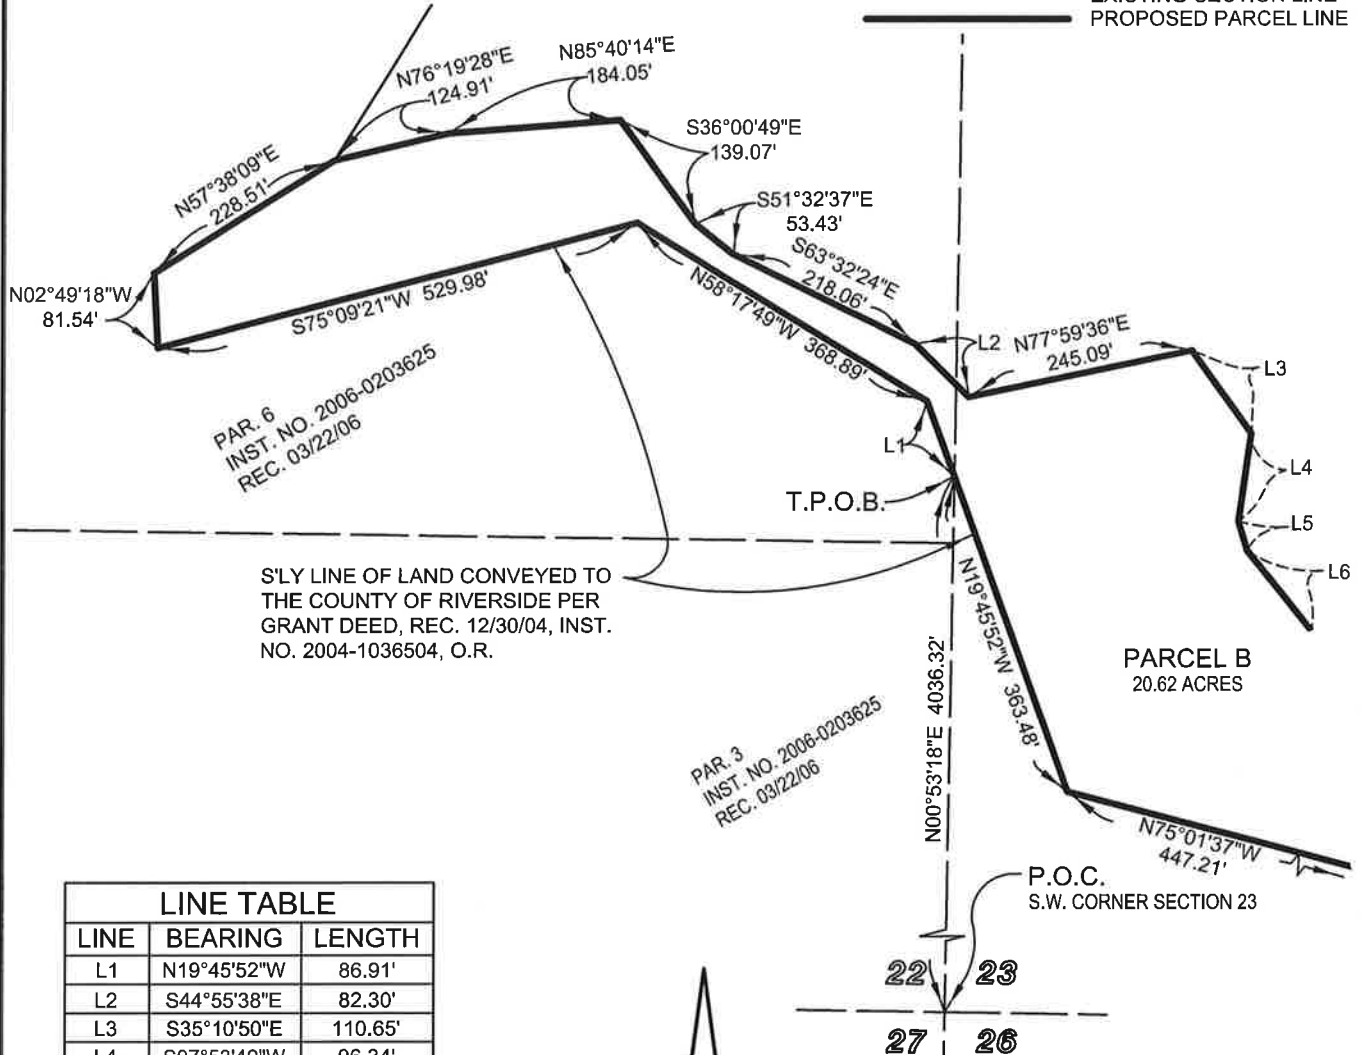 PROPOSED PARCEL LINE
N76°19'28"E
124.91'
N85°40'14"E
184.05'
S36°00'49"E
139.07'
N57°38'09"E
228.51'
S51°32'37"E
53.43'
S63°32'24"E
218.06'
N02°49'18"W
81.54'
S75°09'21"W 529.98'
N58°17'49"W 368.89'
L2
N77°59'36"E
245.09'
L3
L1
L4
T.P.O.B.
L5
L6
PAR. 6
INST. NO. 2006-0203625
REC. 03/22/06
S'LY LINE OF LAND CONVEYED TO
THE COUNTY OF RIVERSIDE PER
GRANT DEED, REC. 12/30/04, INST.
NO. 2004-1036504, O.R.
N19°45'52"W 363.48'
PARCEL B
20.62 ACRES
N00°53'18"E 4036.32'
PAR. 3
INST. NO. 2006-0203625
REC. 03/22/06
N75°01'37"W
447.21'
P.O.C.
S.W. CORNER SECTION 23
22 23
27 26
LINE TABLE
LINE BEARING LENGTH
L1 N19°45'52"W 86.91'
L2 S44°55'38"E 82.30'
L3 S35°10'50"E 110.65'